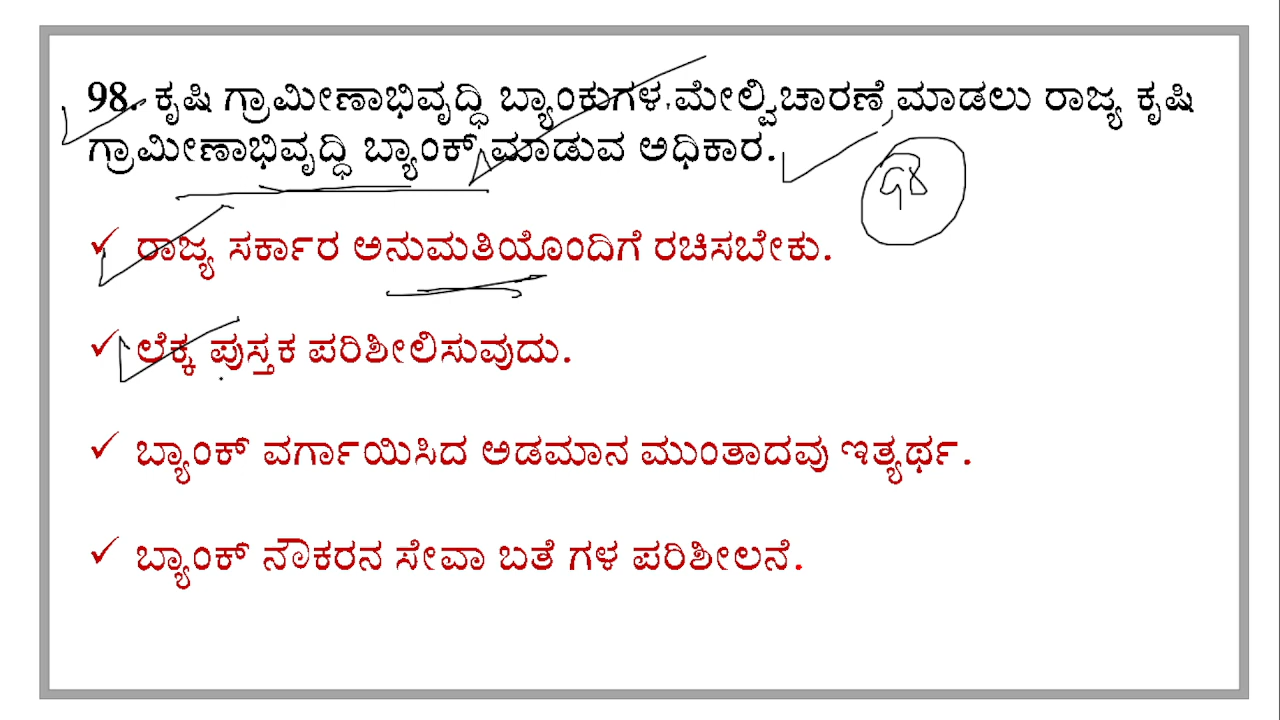 98. ಕೃಷಿ ಗ್ರಾಮೀಣಾಭಿವೃದ್ಧಿ ಬ್ಯಾಂಕುಗಳ ಮೇಲ್ವಿಚಾರಣೆ ಮಾಡಲು ರಾಜ್ಯ ಕೃಷಿ
ಗ್ರಾಮೀಣಾಭಿವೃದ್ಧಿ ಬ್ಯಾಂಕ್ ಮಾಡುವ ಅಧಿಕಾರ.
✓ ರಾಜ್ಯ ಸರ್ಕಾರ ಅನುಮತಿಯೊಂದಿಗೆ ರಚಿಸಬೇಕು.
✓ ಲೆಕ್ಕ ಪುಸ್ತಕ ಪರಿಶೀಲಿಸುವುದು.
✓ ಬ್ಯಾಂಕ್ ವರ್ಗಾಯಿಸಿದ ಅಡಮಾನ ಮುಂತಾದವು ಇತ್ಯರ್ಥ.
✓ ಬ್ಯಾಂಕ್ ನೌಕರನ ಸೇವಾ ಬತೆ ಗಳ ಪರಿಶೀಲನೆ.